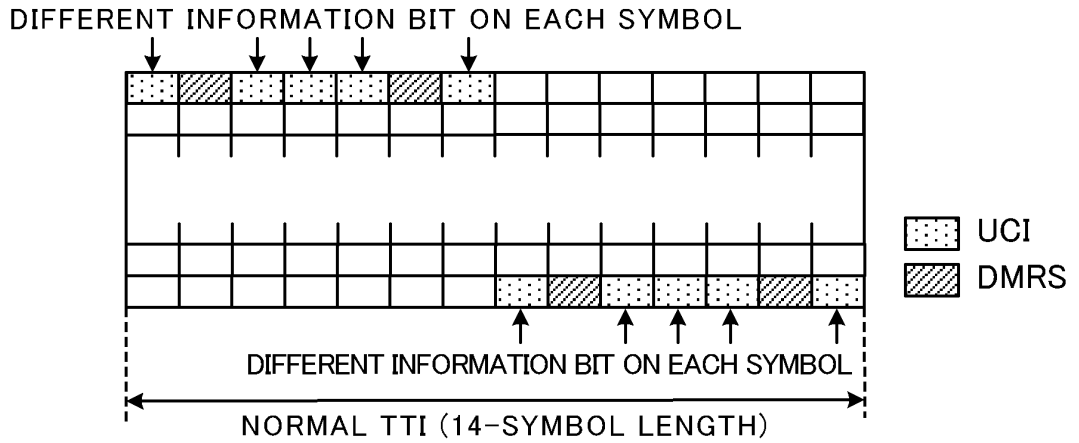 DIFFERENT INFORMATION BIT ON EACH SYMBOL
UCI
DMRS
DIFFERENT INFORMATION BIT ON EACH SYMBOL
NORMAL TTI (14-SYMBOL LENGTH)